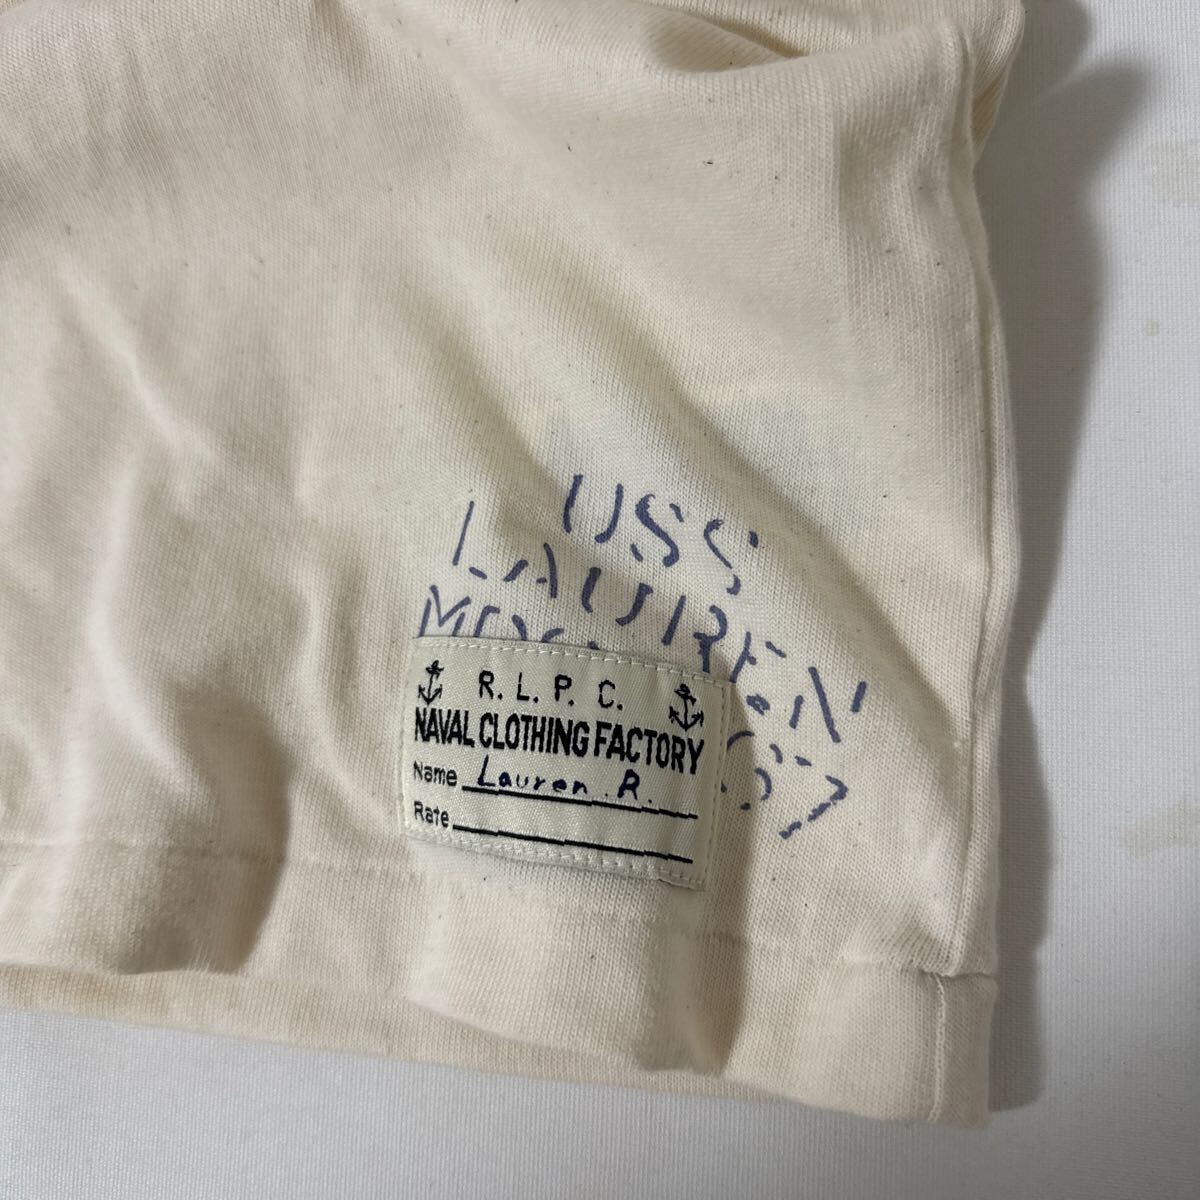 USS
LAUREN
R. L. P. C.
NAVAL CLOTHING FACTORY
Name Lauren. R.
Rate